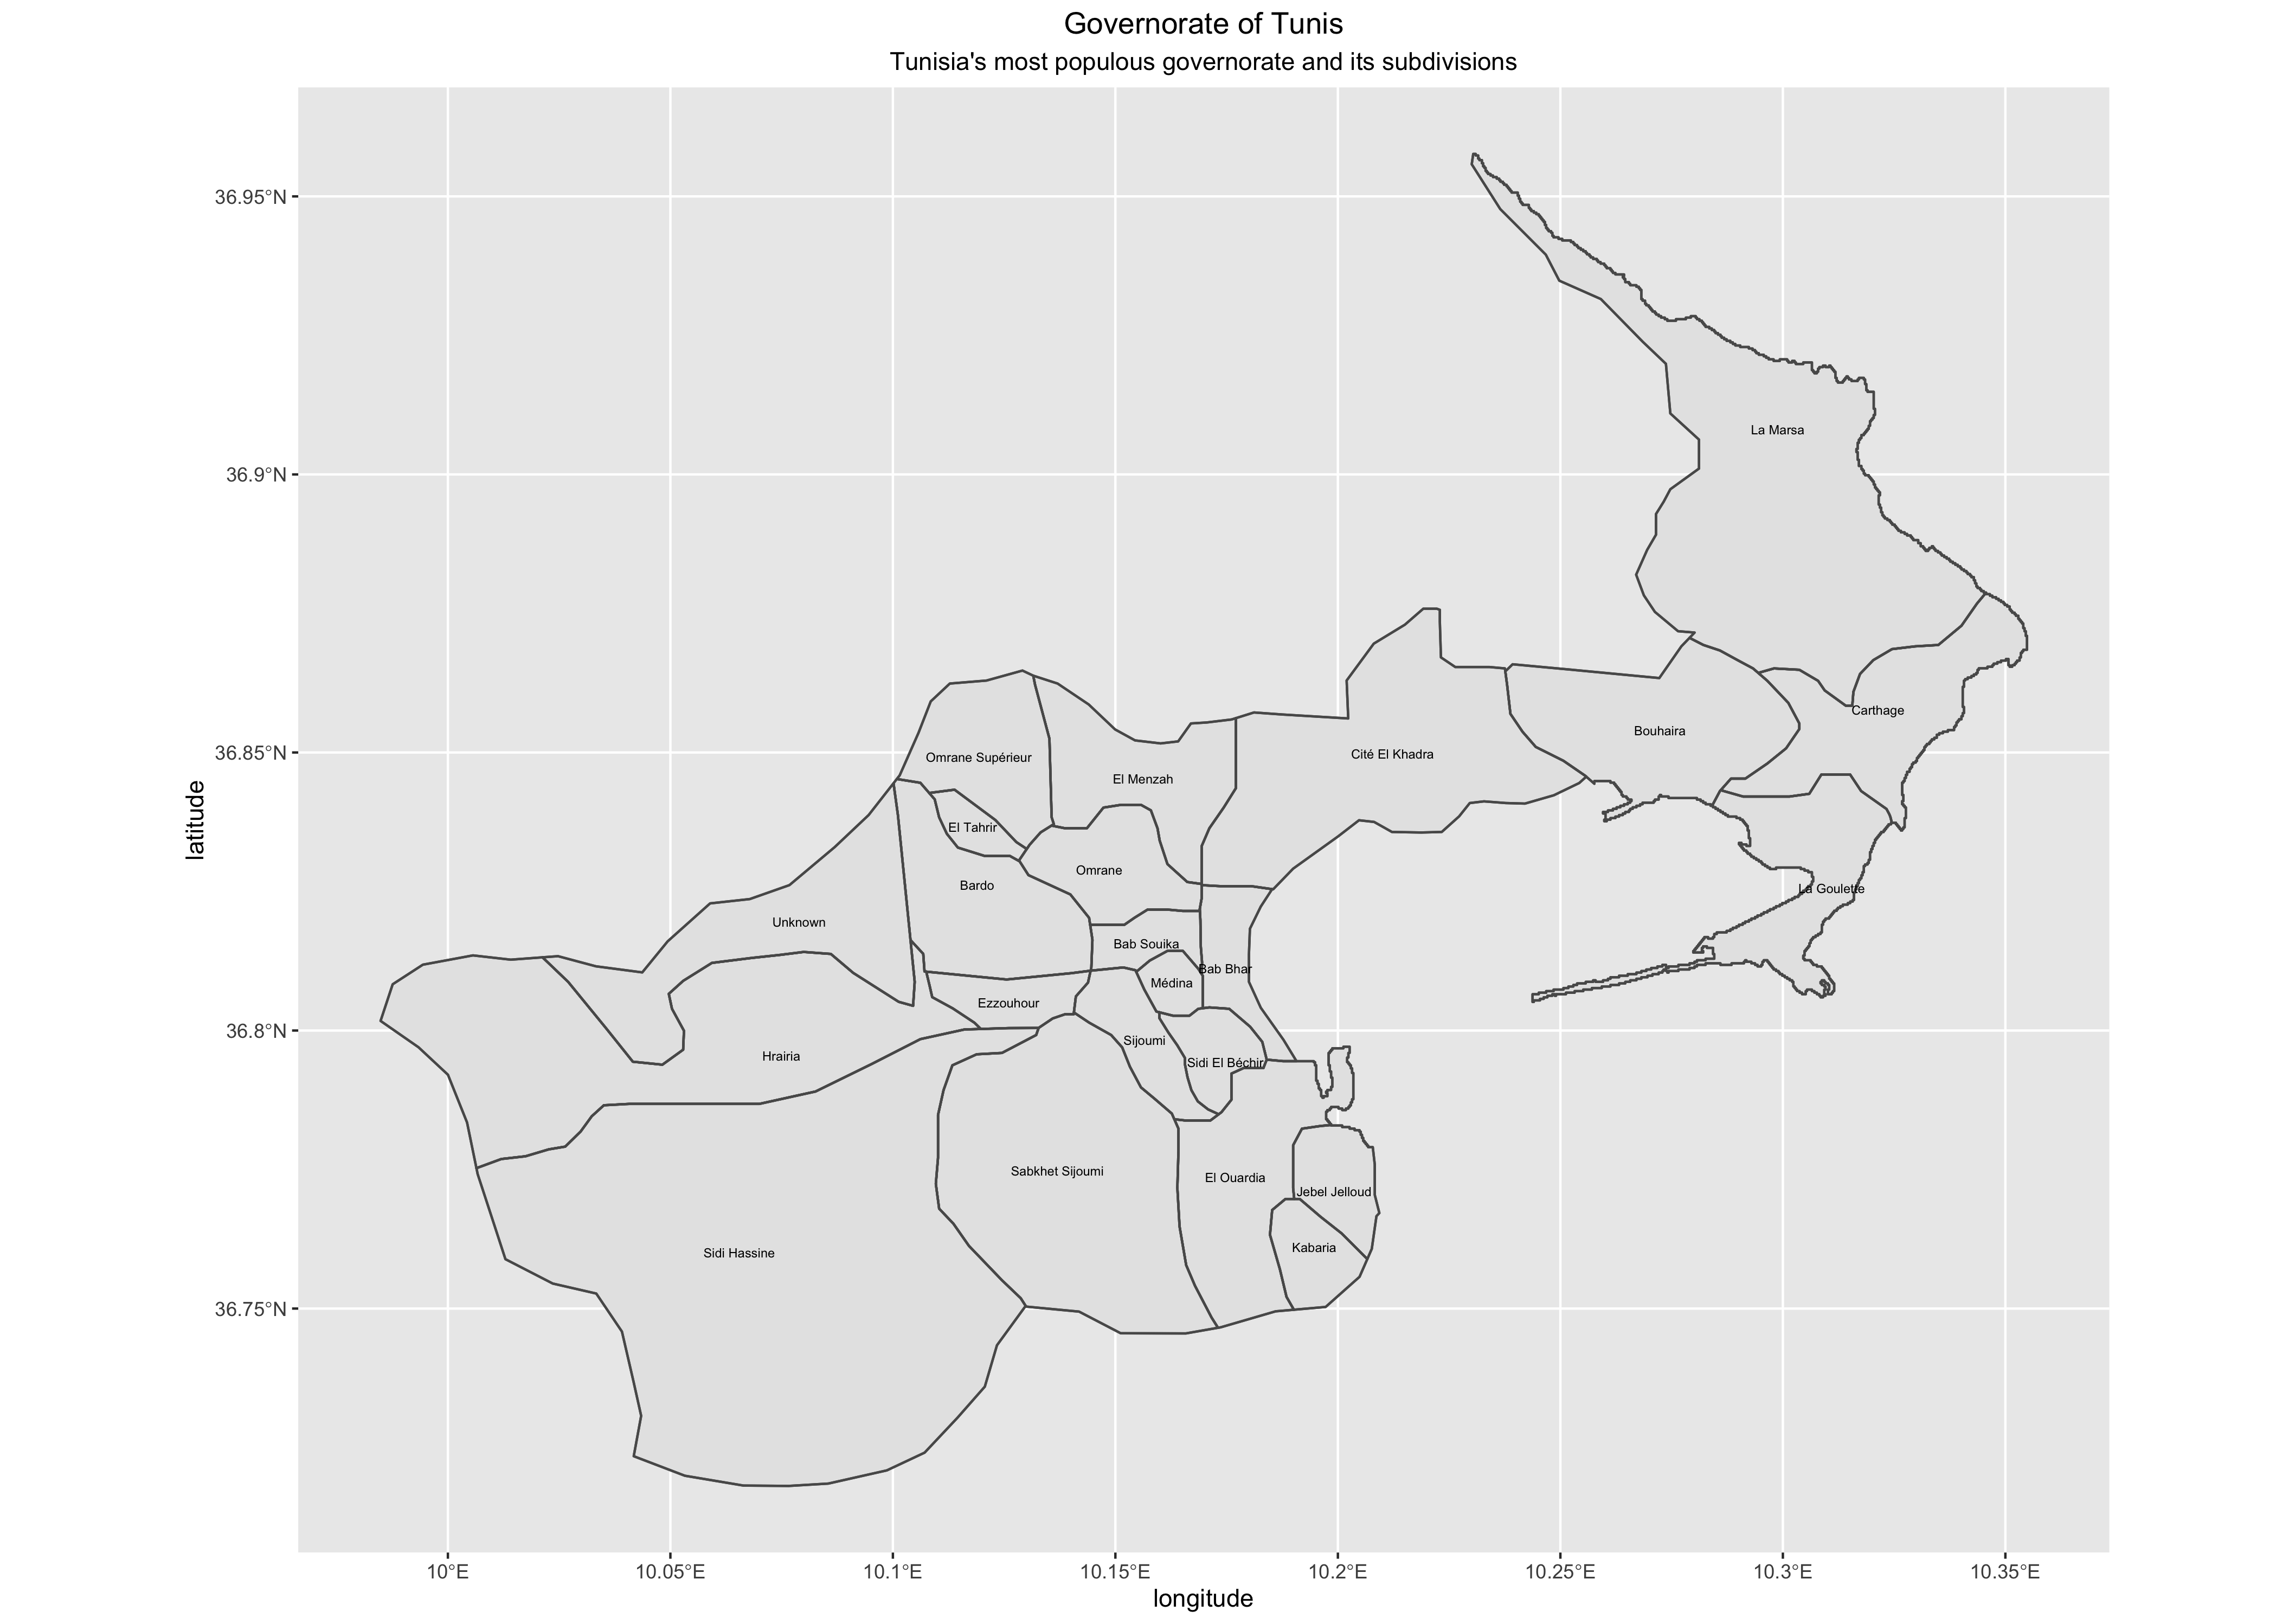 Governorate of Tunis
Tunisia's most populous governorate and its subdivisions
latitude
36.95°N
36.9°N
36.85°N
36.8°N
36.75°N
La Marsa
Carthage
Bouhaira
Cité El Khadra
Omrane Supérieur
El Menzah
El Tahrir
Omrane
Bardo
La Goulette
Unknown
Bab Souika
Bab Bhar
Médina
Ezzouhour
Sijoumi
Hrairia
Sidi El Béchir
Sabkhet Sijoumi
El Ouardia
Jebel Jelloud
Kabaria
Sidi Hassine
10°E
10.05°E
10.1°E
10.15°E
10.2°E
10.25°E
10.3°E
10.35°E
longitude